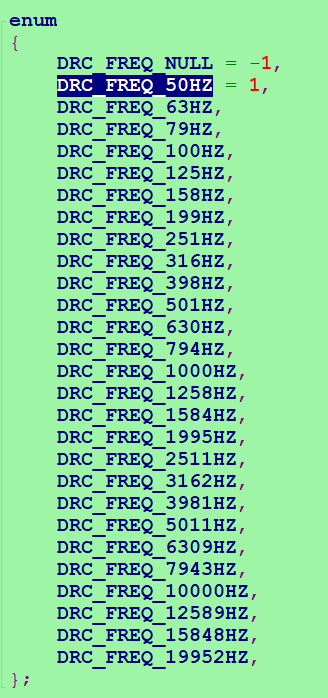 enum
{
DRC_FREQ_NULL = -1,
DRC_FREQ_50HZ = 1,
DRC_FREQ_63HZ,
DRC_FREQ_79HZ,
DRC_FREQ_100HZ,
DRC_FREQ_125HZ,
DRC_FREQ_158HZ,
DRC_FREQ_199HZ,
DRC_FREQ_251HZ,
DRC_FREQ_316HZ,
DRC_FREQ_398HZ,
DRC_FREQ_501HZ,
DRC_FREQ_630HZ,
DRC_FREQ_794HZ,
DRC_FREQ_1000HZ,
DRC_FREQ_1258HZ,
DRC_FREQ_1584HZ,
DRC_FREQ_1995HZ,
DRC_FREQ_2511HZ,
DRC_FREQ_3162HZ,
DRC_FREQ_3981HZ,
DRC_FREQ_5011HZ,
DRC_FREQ_6309HZ,
DRC_FREQ_7943HZ,
DRC_FREQ_10000HZ,
DRC_FREQ_12589HZ,
DRC_FREQ_15848HZ,
DRC_FREQ_19952HZ,
};